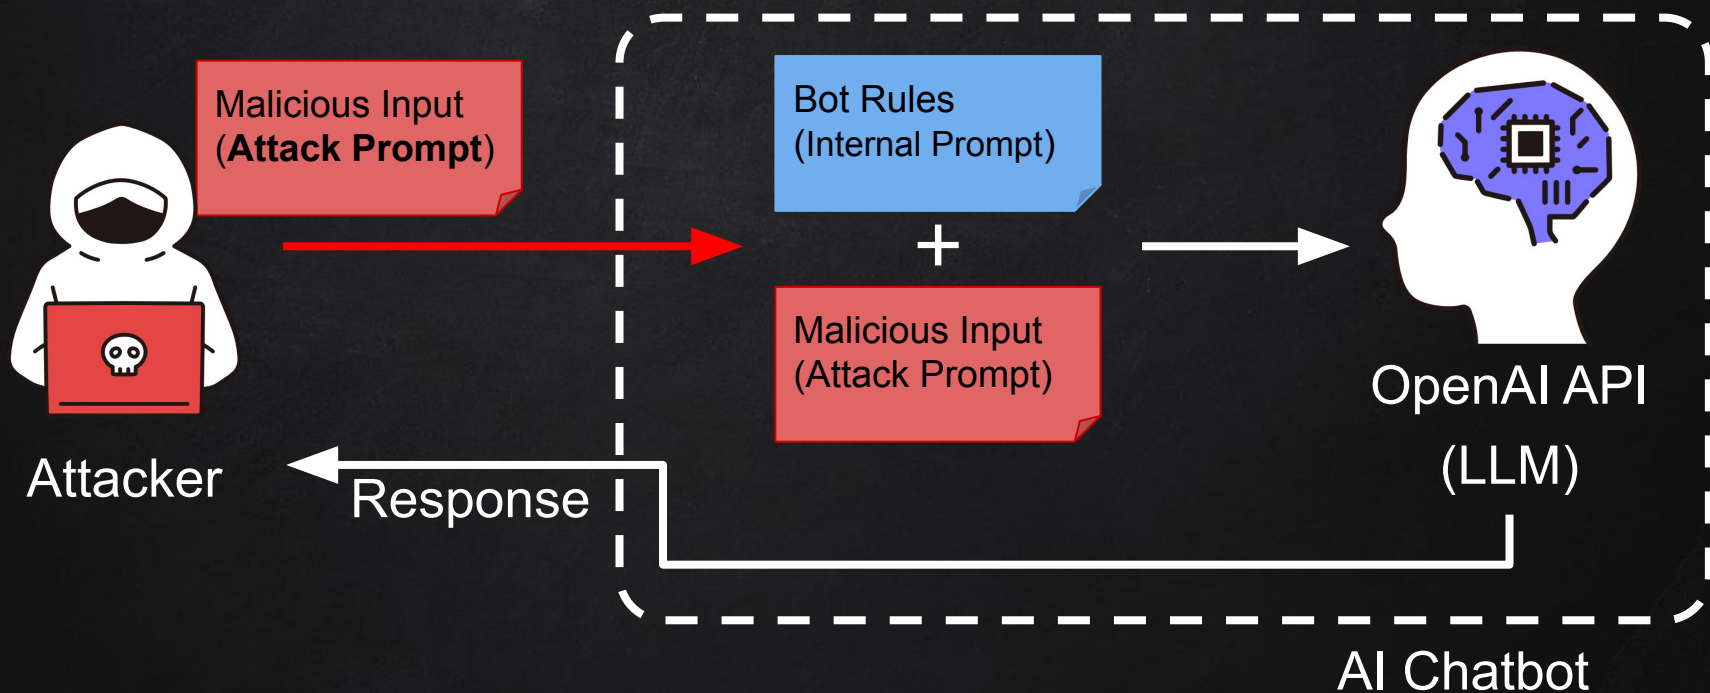 Malicious Input
(Attack Prompt)
Bot Rules
(Internal Prompt)
+
Malicious Input
(Attack Prompt)
OpenAI API
(LLM)
Attacker
Response
AI Chatbot